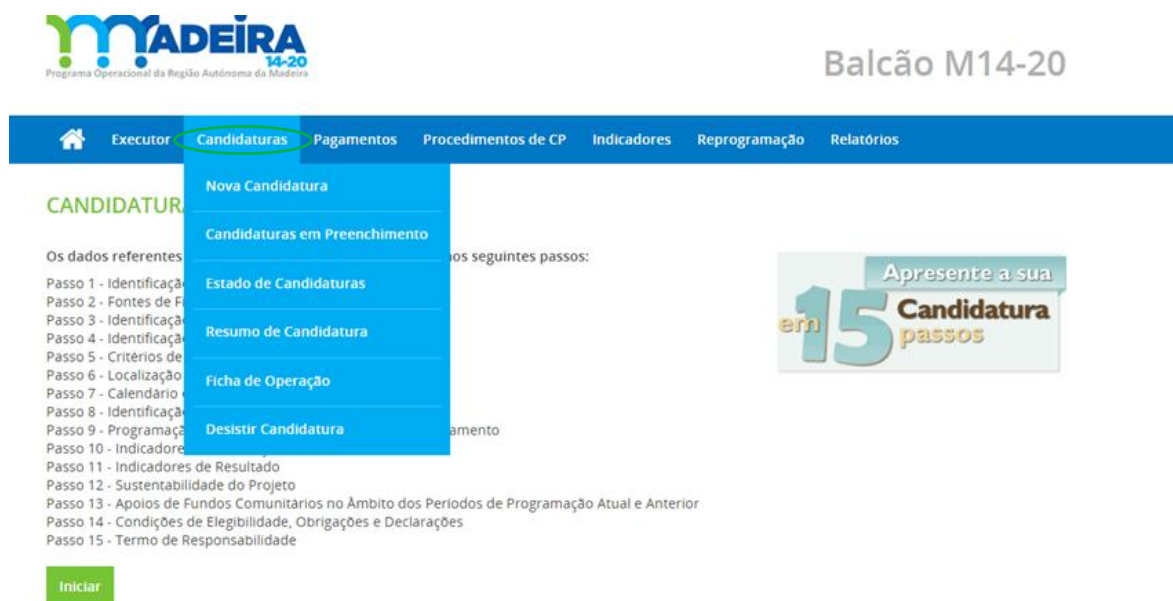 MADEIRA
14-20
Programa Operacional da Região Autónoma da Madeira
Balcão M14-20
Executor Candidaturas Pagamentos Procedimentos de CP Indicadores Reprogramação Relatórios
Nova Candidatura
Candidaturas em Preenchimento
Estado de Candidaturas
Resumo de Candidatura
Ficha de Operação
Desistir Candidatura
CANDIDATUR
Os dados referentes nos seguintes passos:
Passo 1 - Identificaçã
Passo 2 - Fontes de Fi
Passo 3 - Identificaçã
Passo 4 - Identificaçã
Passo 5 - Critérios de
Passo 6 - Localização
Passo 7 - Calendário
Passo 8 - Identificaçã
Passo 9 - Programaçã amento
Passo 10 - Indicadore
Passo 11 - Indicadores de Resultado
Passo 12 - Sustentabilidade do Projeto
Passo 13 - Apoios de Fundos Comunitários no Âmbito dos Periodos de Programação Atual e Anterior
Passo 14 - Condições de Elegibilidade, Obrigações e Declarações
Passo 15 - Termo de Responsabilidade
Apresente a sua
Candidatura
em 15 passos
Iniciar